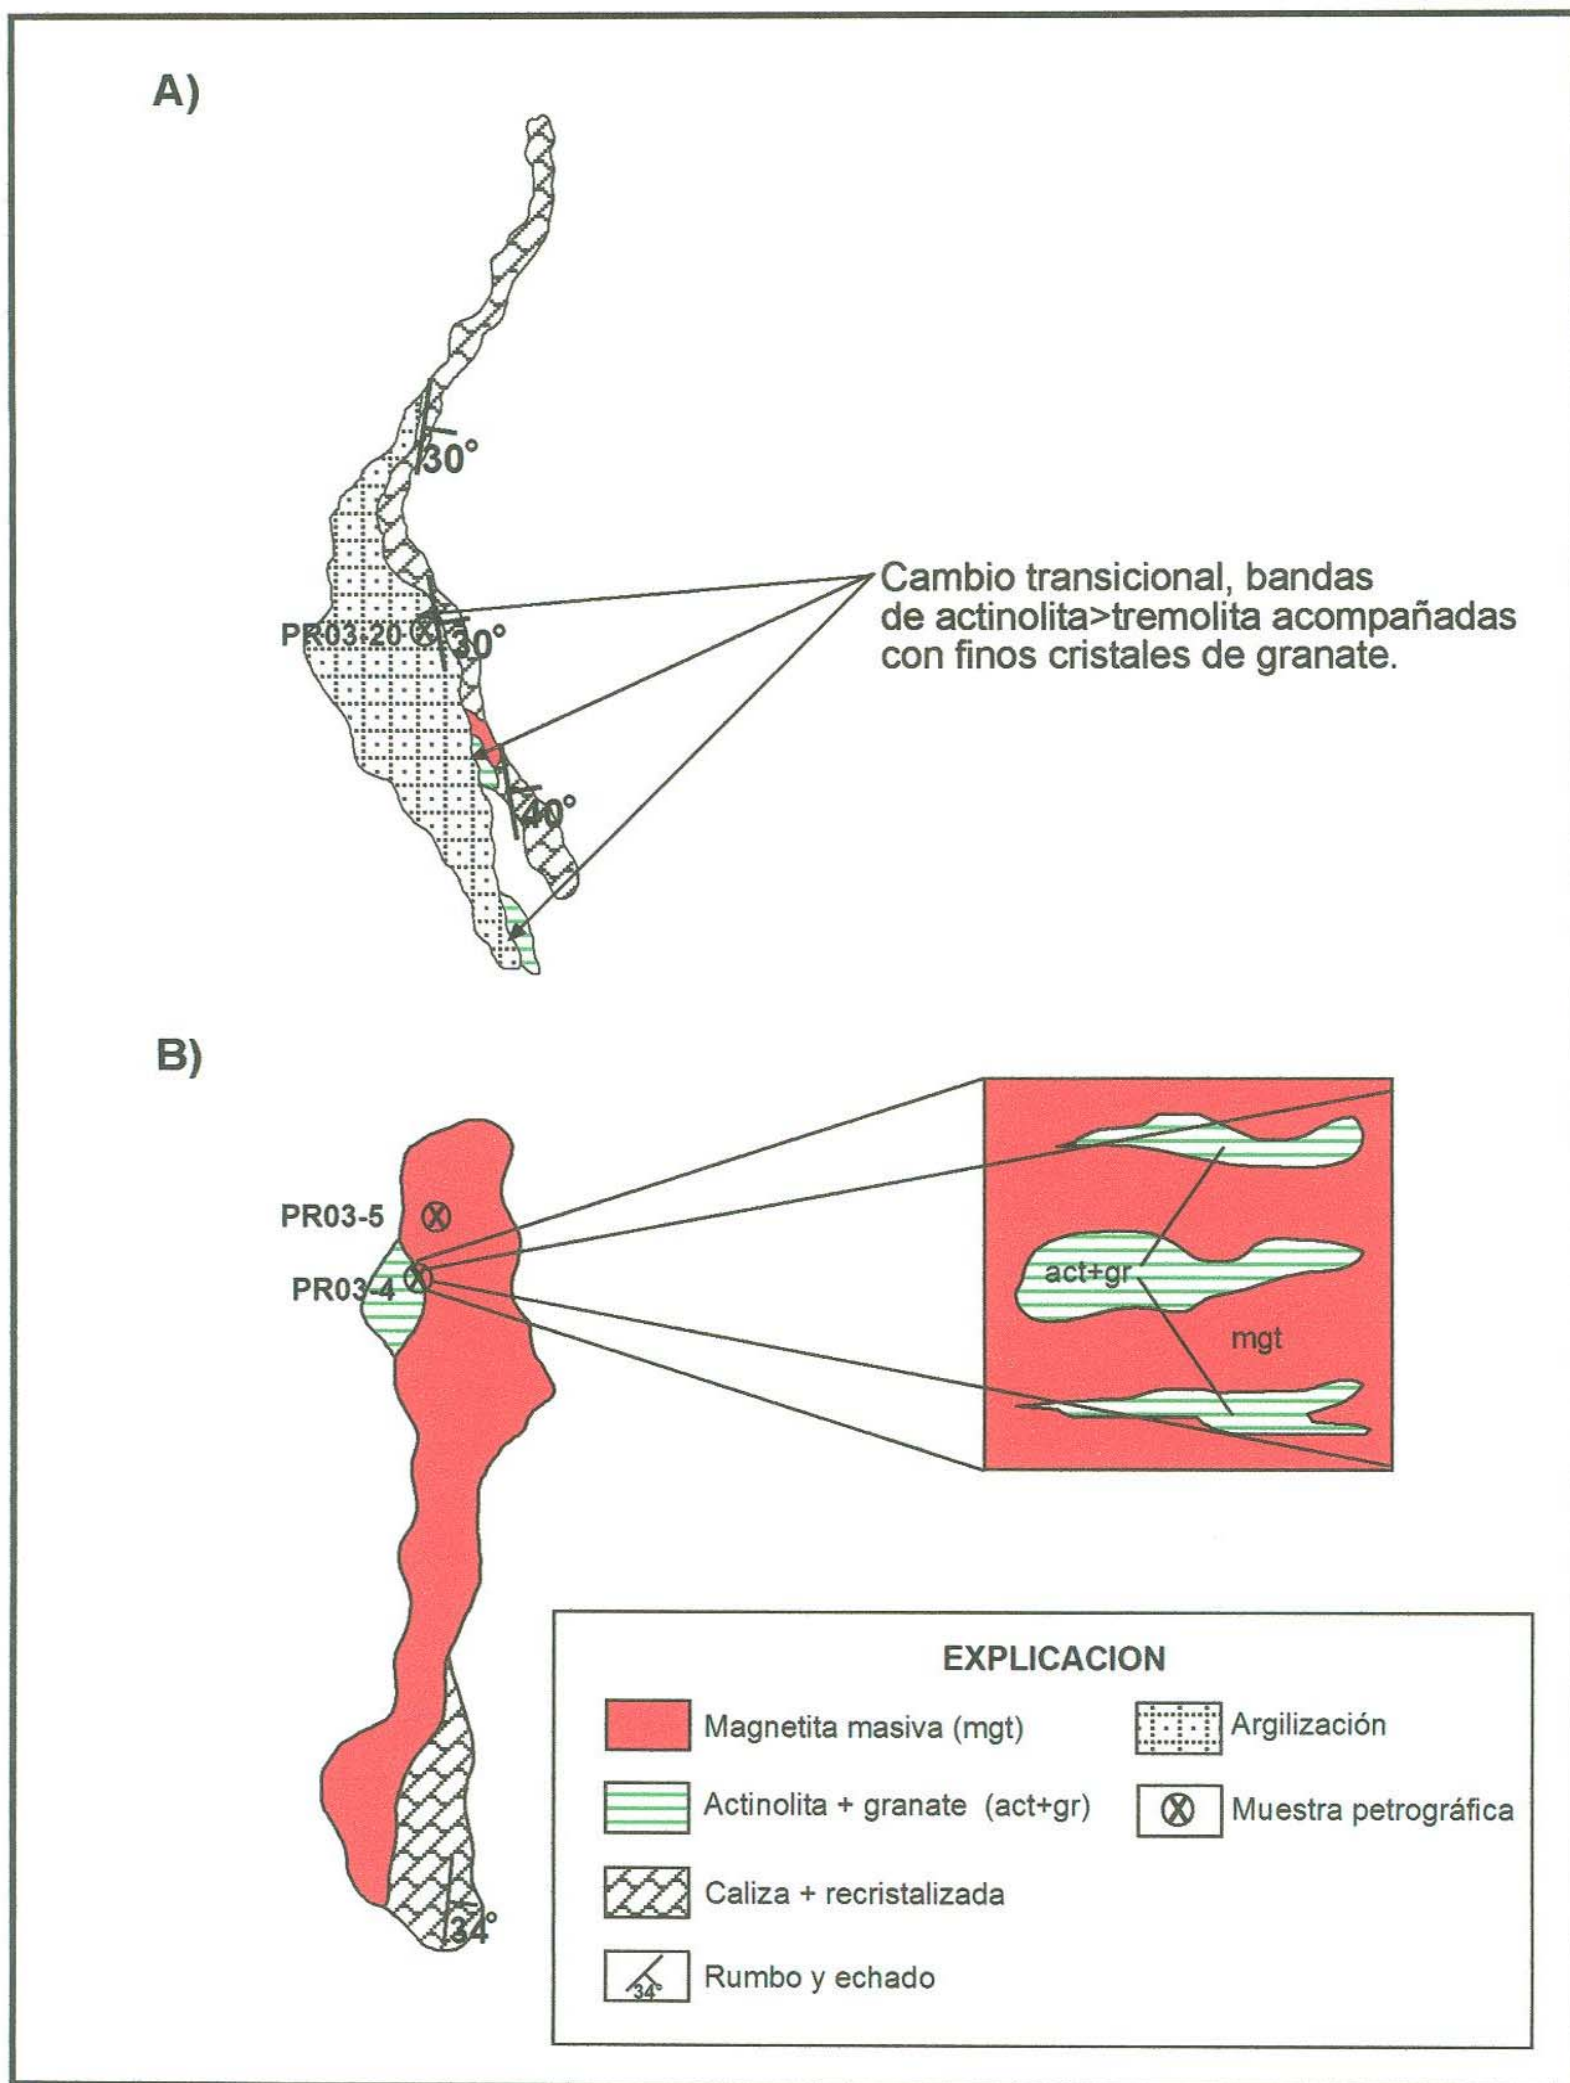 A)
30°
Cambio transicional, bandas
de actinolita>tremolita acompañadas
con finos cristales de granate.
PR03-20
30°
40°
B)
PR03-5
PR03-4
act+gr
mgt
34°
EXPLICACION
Magnetita masiva (mgt)
Argilización
Actinolita + granate (act+gr)
Muestra petrográfica
Caliza + recristalizada
34°
Rumbo y echado